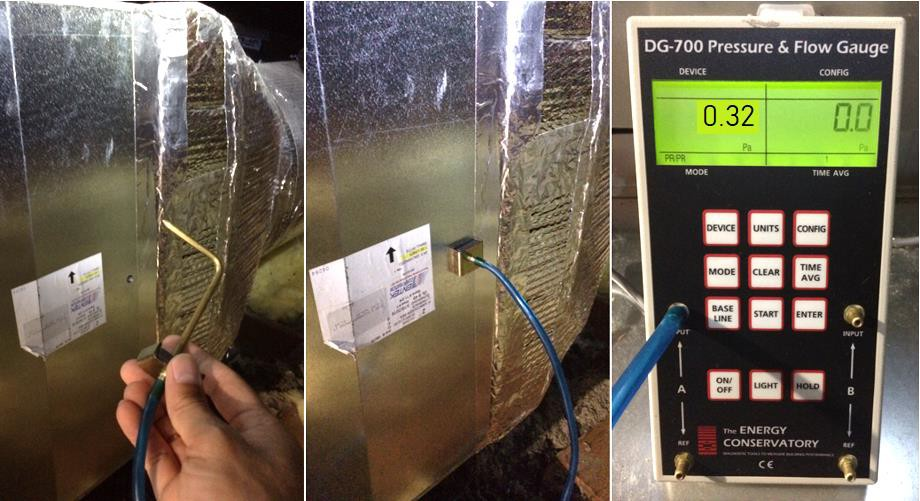 DG-700 Pressure & Flow Gauge
DEVICE
CONFIG
0.32
0.0
Pa
Pa
PR/PR
1
MODE
TIME AVG
DEVICE
UNITS
CONFIG
MODE
CLEAR
TIME
AVG
BASE
LINE
START
ENTER
PUT
INPUT
A
B
ON/
OFF
LIGHT
HOLD
REF
REF
The ENERGY
CONSERVATORY
DIAGNOSTIC TOOLS TO MEASURE BUILDING PERFORMANCE
CE